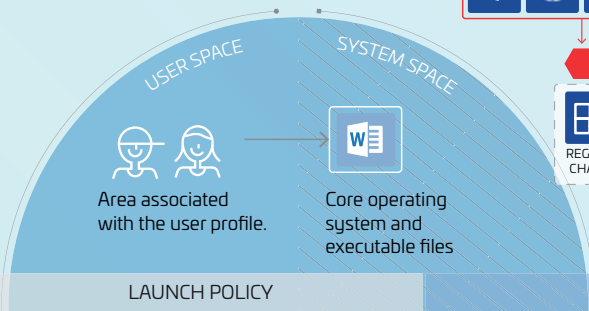 USER SPACE
SYSTEM SPACE
W
Area associated
with the user profile.
Core operating
system and
executable files
LAUNCH POLICY